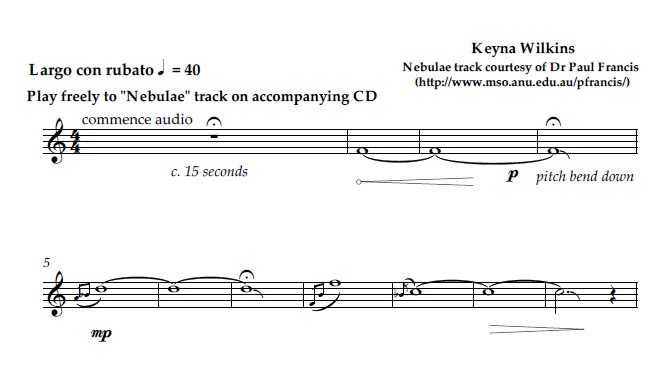 Keyna Wilkins
Largo con rubato ♩ = 40
Nebulae track courtesy of Dr Paul Francis
(http://www.mso.anu.edu.au/pfrancis/)
Play freely to "Nebulae" track on accompanying CD
commence audio
4
4
c. 15 seconds
p
pitch bend down
5
mp